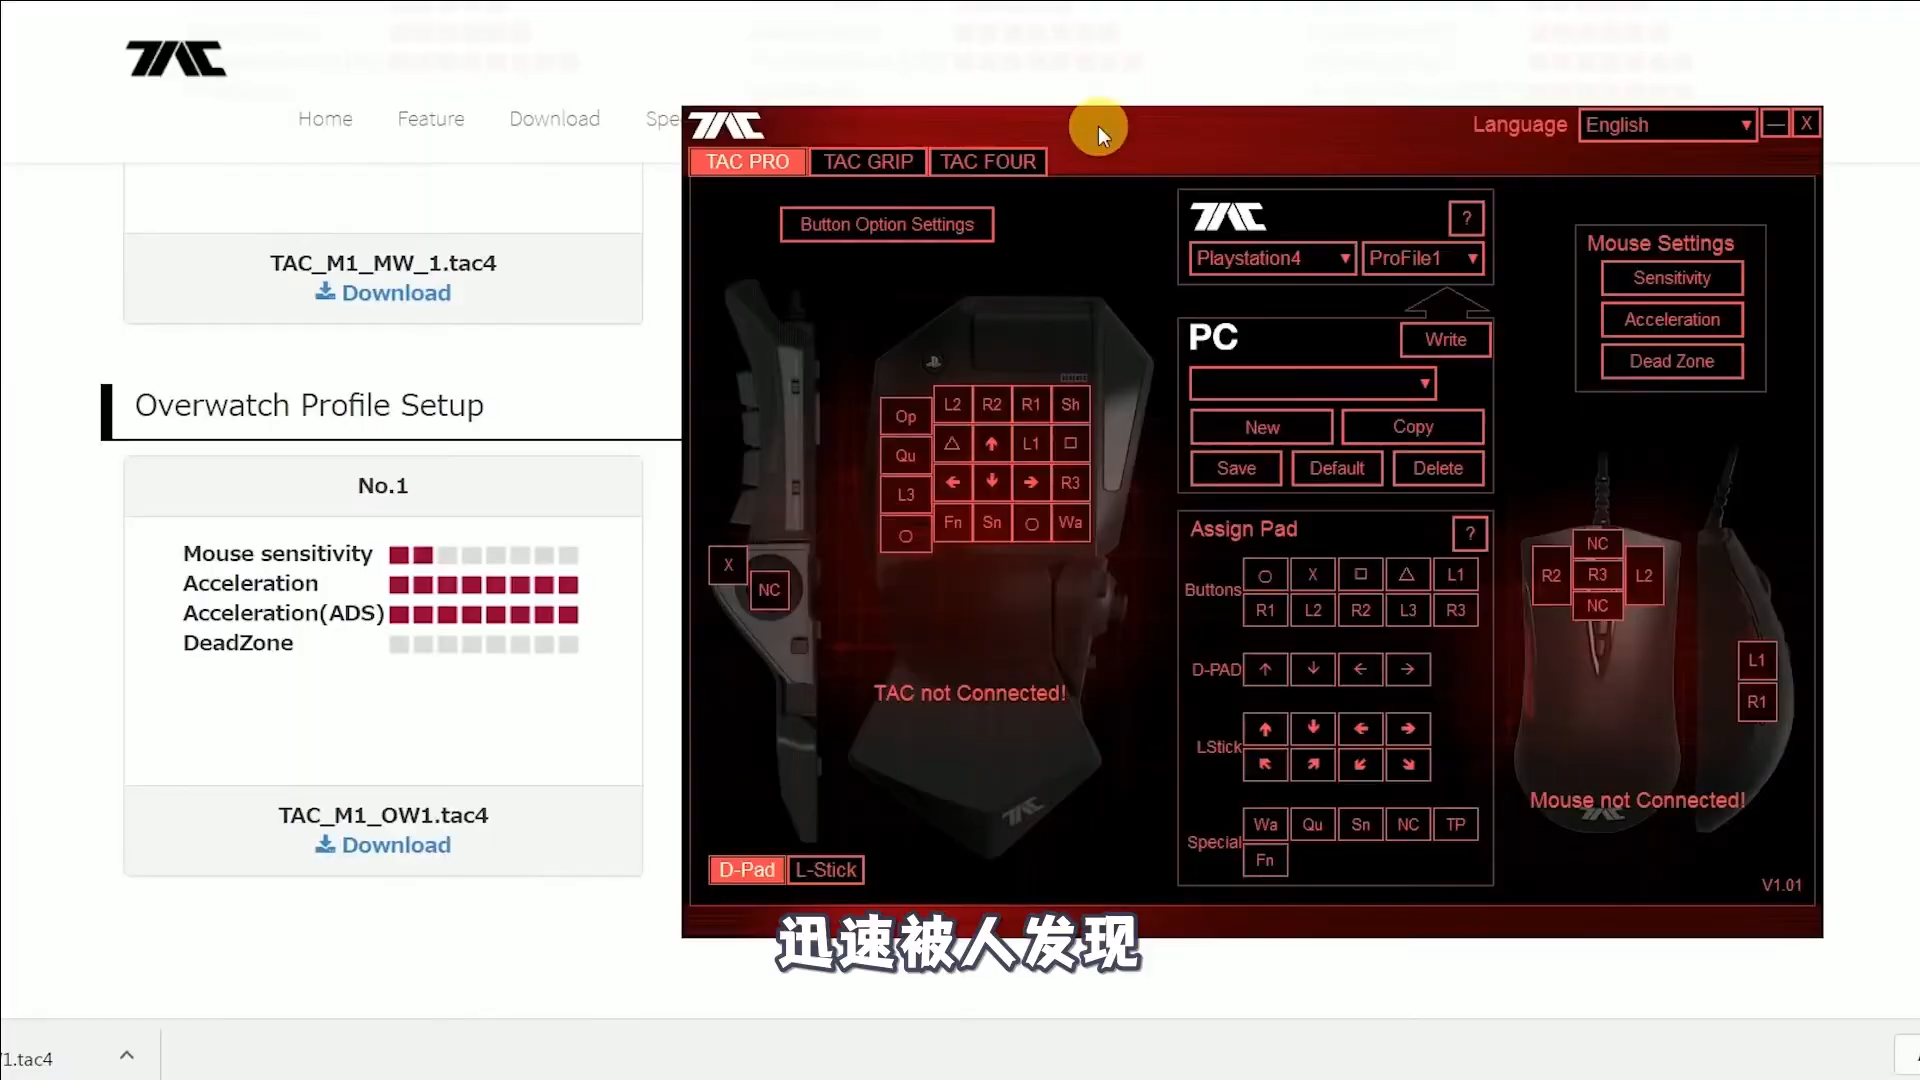 TAC
Home Feature Download Spe
TAC_M1_MW_1.tac4
Download
Overwatch Profile Setup
No.1
Mouse sensitivity
Acceleration
Acceleration(ADS)
DeadZone
TAC_M1_OW1.tac4
Download
1.tac4
TAC
Language English ▼ — X
TAC PRO TAC GRIP TAC FOUR
Button Option Settings
Op L2 R2 R1 Sh
Qu △ ↑ L1 □
L3 ← ↓ → R3
○ Fn Sn ○ Wa
X
NC
TAC not Connected!
TAC
D-Pad L-Stick
TAC ?
Playstation4 ▼ ProFile1 ▼
PC Write
▼
New Copy
Save Default Delete
Assign Pad ?
Buttons ○ X □ △ L1
R1 L2 R2 L3 R3
D-PAD ↑ ↓ ← →
LStick ↑ ↓ ← →
↖ ↗ ↙ ↘
Special Wa Qu Sn NC TP
Fn
Mouse Settings
Sensitivity
Acceleration
Dead Zone
NC
R2 R3 L2
NC
L1
R1
Mouse not Connected!
TAC
V1.01
迅速被人发现